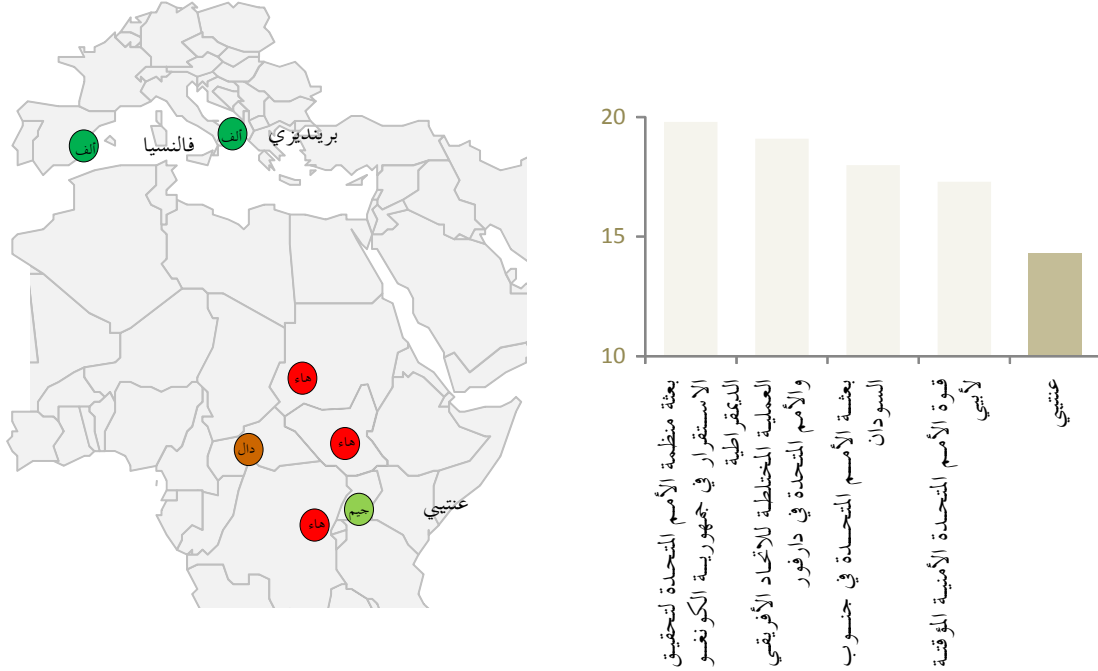 ألف
برينديزي
ألف
فالنسيا
هاء
هاء
دال
جيم
عنتيبي
هاء
20
15
10
بعثة منظمة الأمم المتحدة لتحقيق
الاستقرار في جمهورية الكونغو
الديمقراطية
العملية المختلطة للاتحاد الأفريقي
والأمم المتحدة في دارفور
بعثة الأمم المتحدة في جنوب
السودان
قوة الأمم المتحدة الأمنية المؤقتة
لأبيي
عنتيبي